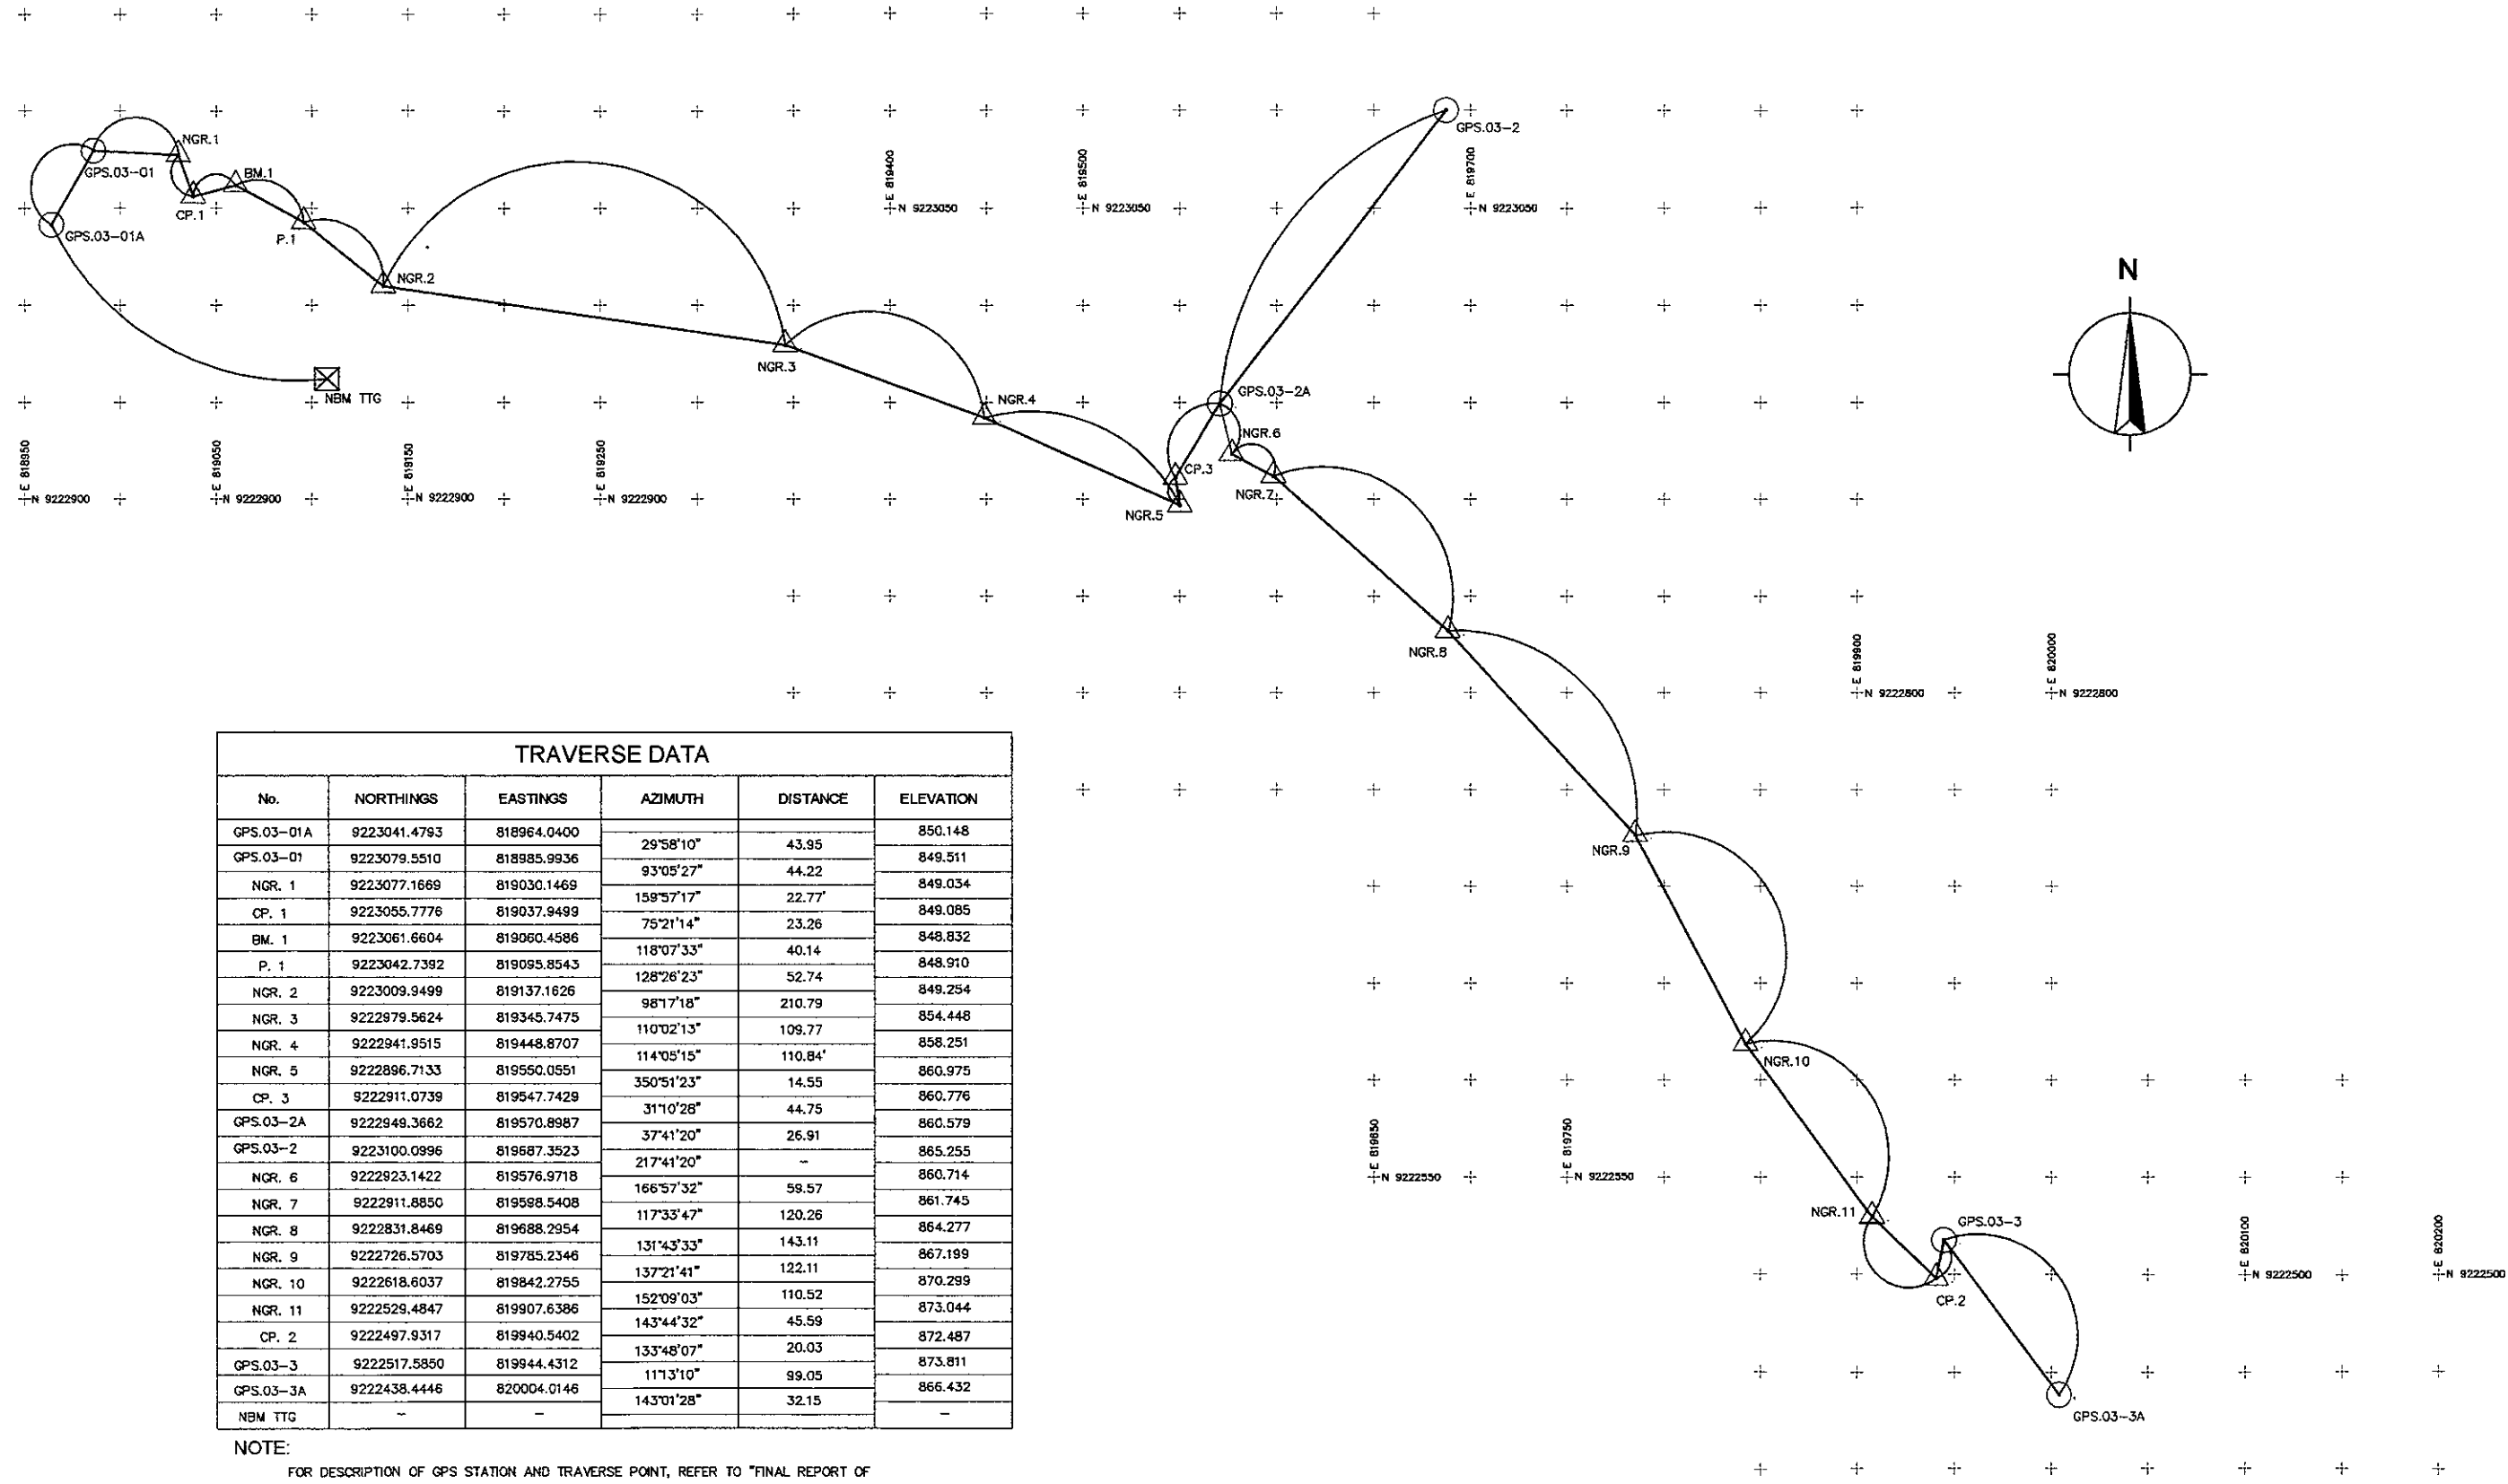 GPS.03-2
NGR.1
GPS.03-01
BM.1
CP.1
P.1
GPS.03-01A
E 819400
N 9223050
E 819500
N 9223050
E 819700
N 9223050
NGR.2
N
NGR.3
NBM TTG
GPS.03-2A
NGR.4
NGR.6
CP.3
NGR.7
NGR.5
E 818950
N 9222900
E 819050
N 9222900
E 819150
N 9222900
E 819250
N 9222900
NGR.8
E 819900
N 9222800
E 820000
N 9222800
NGR.9
NGR.10
E 819650
N 9222550
E 819750
N 9222550
NGR.11
GPS.03-3
CP.2
E 820100
N 9222500
E 820200
N 9222500
GPS.03-3A
TRAVERSE DATA
No. NORTHINGS EASTINGS AZIMUTH DISTANCE ELEVATION
GPS.03-01A 9223041.4793 818964.0400 850.148
29°58'10" 43.95
GPS.03-01 9223079.5510 818985.9936 849.511
93°05'27" 44.22
NGR. 1 9223077.1669 819030.1469 849.034
159°57'17" 22.77'
CP. 1 9223055.7776 819037.9499 849.085
75°21'14" 23.26
BM. 1 9223061.6604 819060.4586 848.832
118°07'33" 40.14
P. 1 9223042.7392 819095.8543 848.910
128°26'23" 52.74
NGR. 2 9223009.9499 819137.1626 849.254
98°17'18" 210.79
NGR. 3 9222979.5624 819345.7475 854.448
110°02'13" 109.77
NGR. 4 9222941.9515 819448.8707 858.251
114°05'15" 110.84'
NGR. 5 9222896.7133 819550.0551 860.975
350°51'23" 14.55
CP. 3 9222911.0739 819547.7429 860.776
31°10'28" 44.75
GPS.03-2A 9222949.3662 819570.8987 860.579
37°41'20" 26.91
GPS.03-2 9223100.0996 819687.3523 865.255
217°41'20" -
NGR. 6 9222923.1422 819576.9718 860.714
166°57'32" 59.57
NGR. 7 9222911.8850 819598.5408 861.745
117°33'47" 120.26
NGR. 8 9222831.8469 819688.2954 864.277
131°43'33" 143.11
NGR. 9 9222726.5703 819785.2346 867.199
137°21'41" 122.11
NGR. 10 9222618.6037 819842.2755 870.299
152°09'03" 110.52
NGR. 11 9222529.4847 819907.6386 873.044
143°44'32" 45.59
CP. 2 9222497.9317 819940.5402 872.487
133°48'07" 20.03
GPS.03-3 9222517.5850 819944.4312 873.811
11°13'10" 99.05
GPS.03-3A 9222438.4446 820004.0146 866.432
143°01'28" 32.15
NBM TTG - - -
NOTE:
FOR DESCRIPTION OF GPS STATION AND TRAVERSE POINT, REFER TO "FINAL REPORT OF